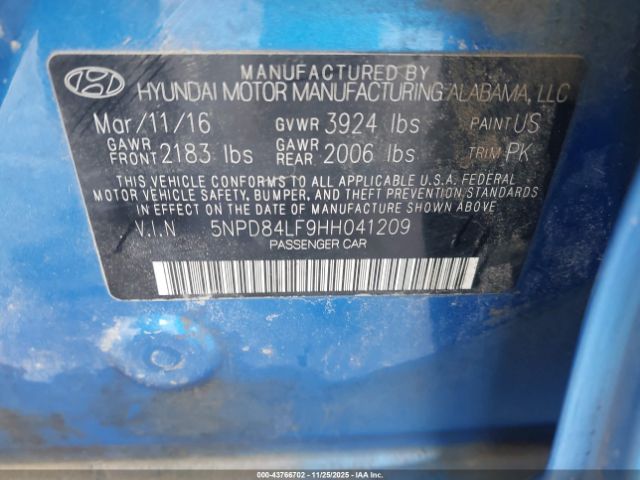 MANUFACTURED BY
HYUNDAI MOTOR MANUFACTURING ALABAMA, LLC
Mar/11/16 GVWR 3924 lbs PAINT US
GAWR FRONT 2183 lbs GAWR REAR 2006 lbs TRIM PK
THIS VEHICLE CONFORMS TO ALL APPLICABLE U.S.A. FEDERAL
MOTOR VEHICLE SAFETY, BUMPER, AND THEFT PREVENTION STANDARDS
IN EFFECT ON THE DATE OF MANUFACTURE SHOWN ABOVE.
V.I.N 5NPD84LF9HH041209
PASSENGER CAR
000-43766702 - 11/25/2025 - IAA Inc.